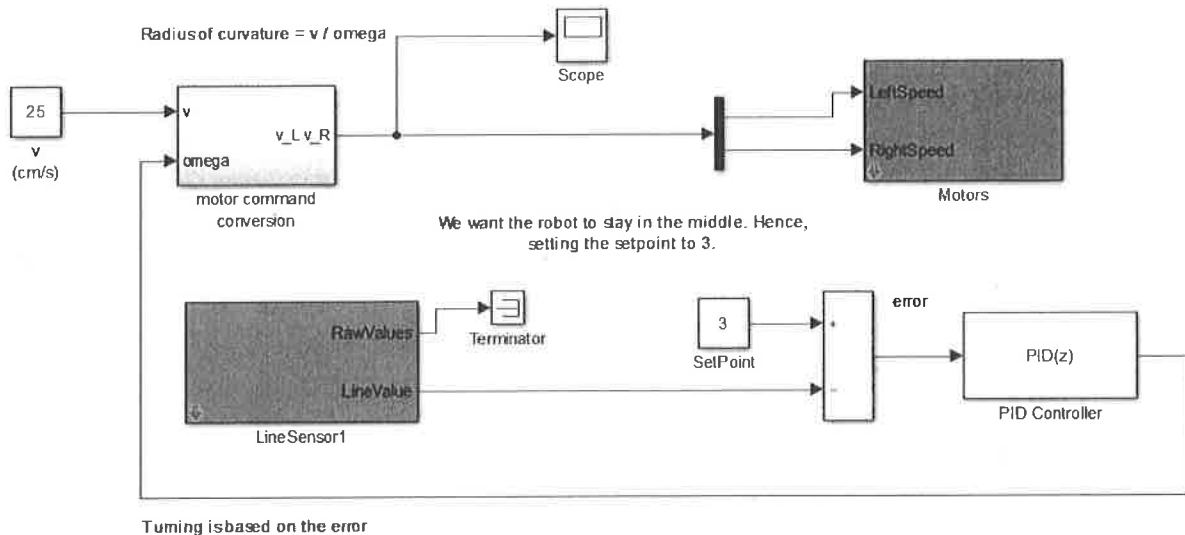 Radius of curvature = v / omega
Scope
25
v
(cm/s)
v
omega
v_L v_R
motor command
conversion
LeftSpeed
RightSpeed
Motors
We want the robot to stay in the middle. Hence,
setting the setpoint to 3.
RawValues
LineValue
LineSensor1
Terminator
3
SetPoint
+
-
error
PID(z)
PID Controller
Turning is based on the error